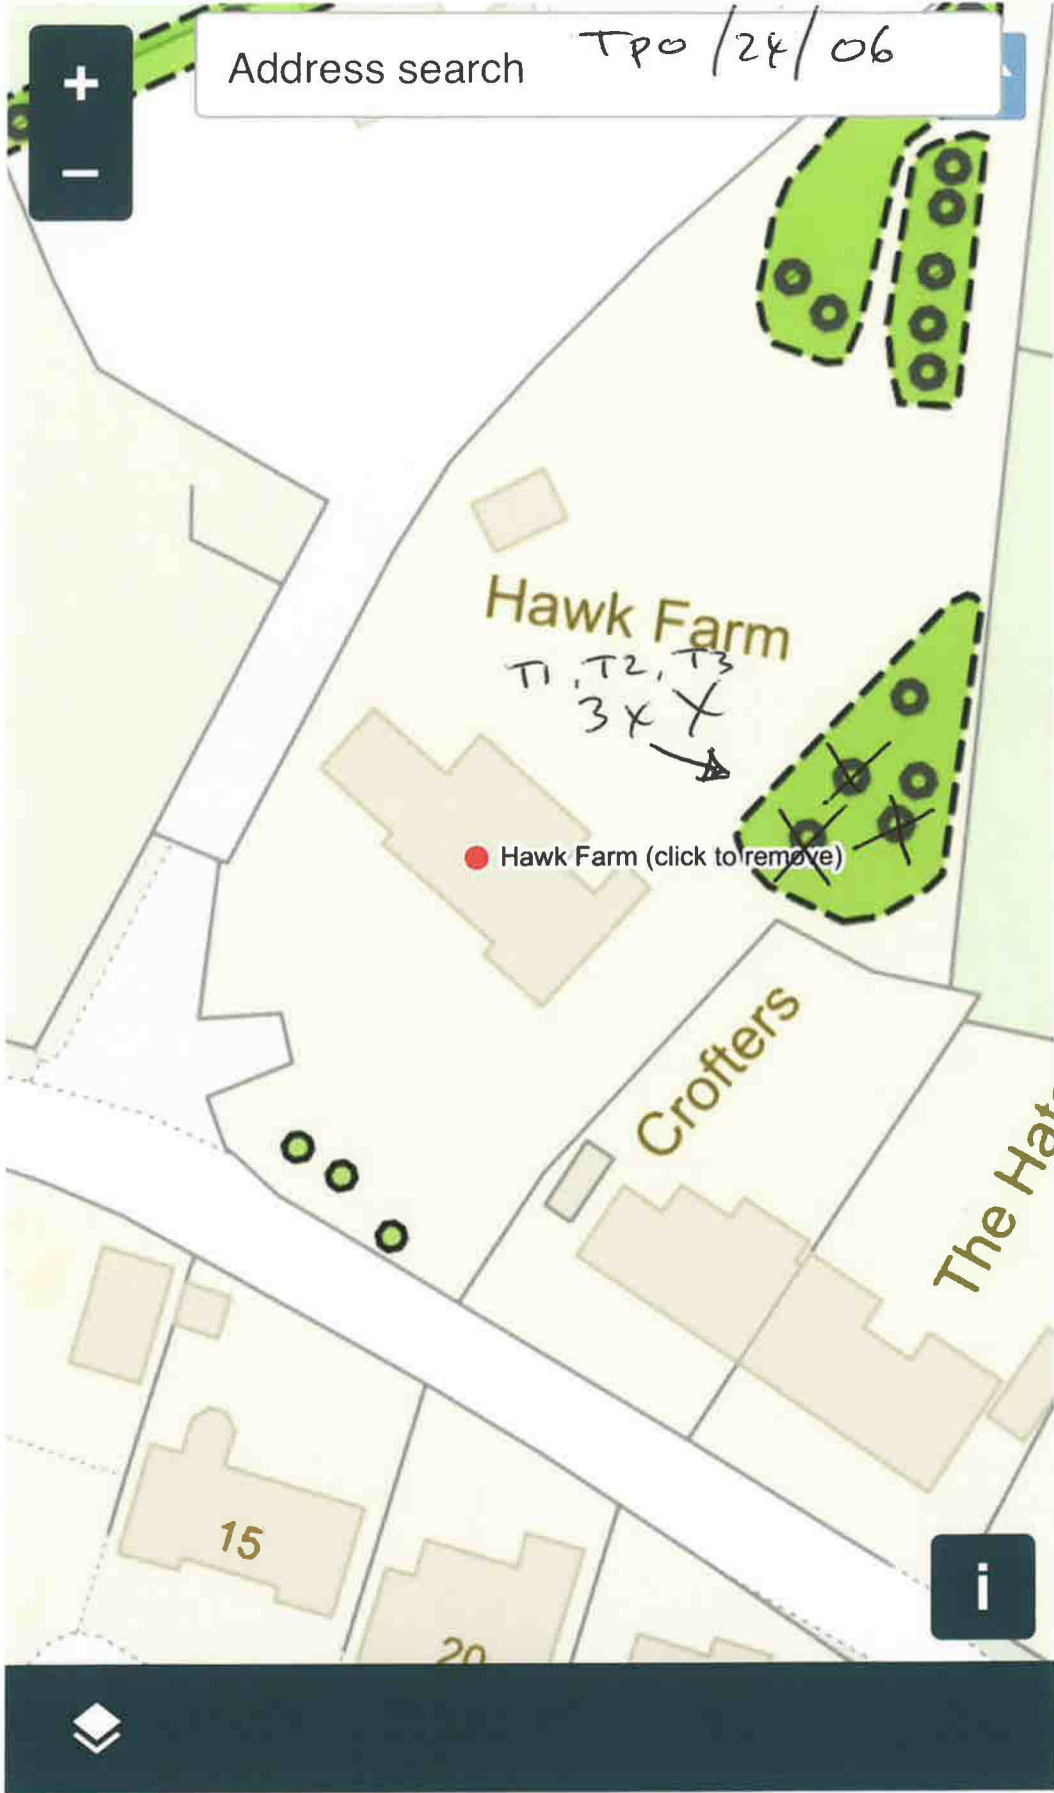 +
Address search TPO/24/06
−
Hawk Farm
T1, T2, T3
3 x X
Hawk Farm (click to remove)
Crofters
The Hat
15
20
i